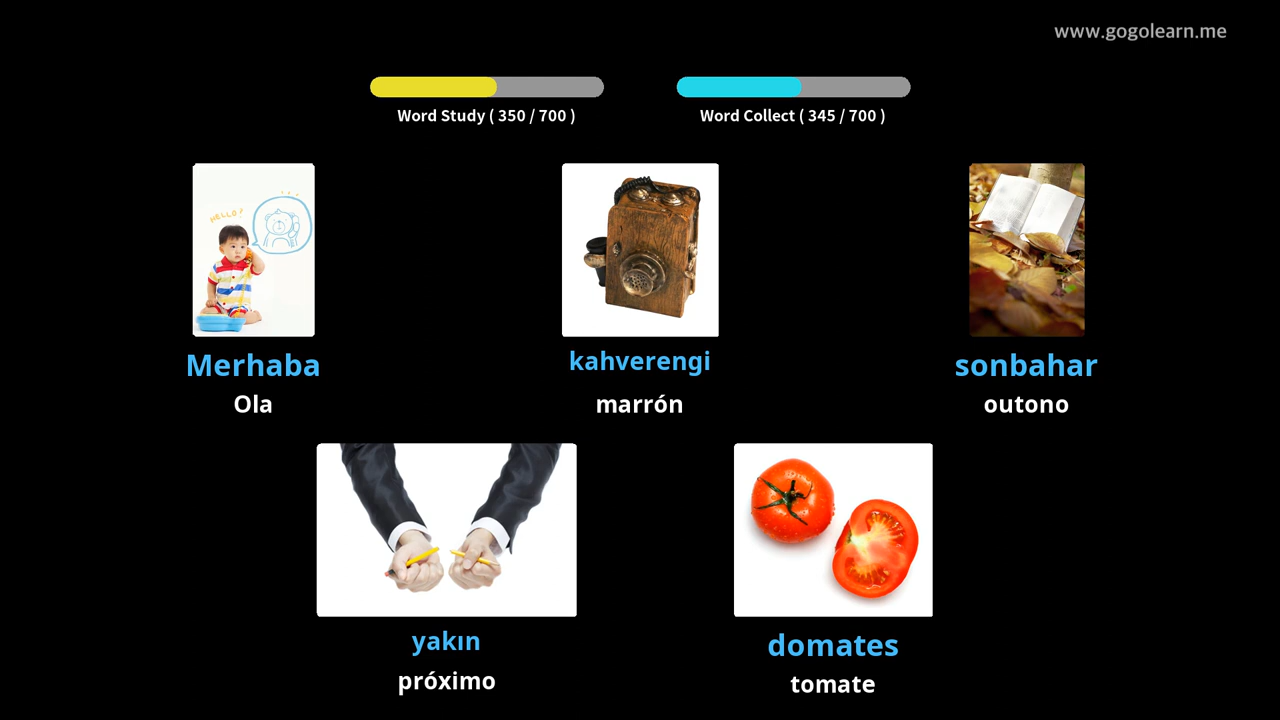 www.gogolearn.me
Word Study ( 350 / 700 )
Word Collect ( 345 / 700 )
HELLO?
Merhaba
Ola
kahverengi
marrón
sonbahar
outono
yakın
próximo
domates
tomate